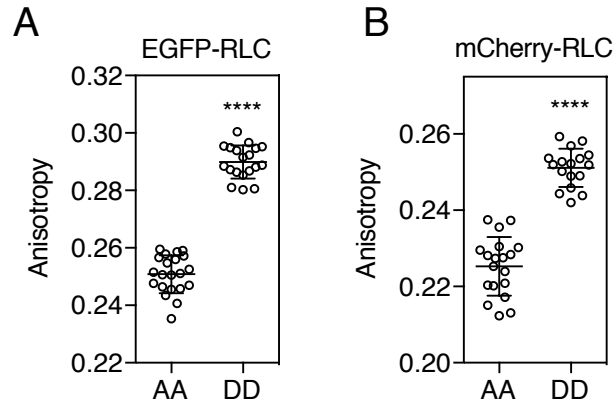 A
EGFP-RLC
Anisotropy
0.32
0.30
0.28
0.26
0.24
0.22
****
AA
DD
B
mCherry-RLC
Anisotropy
0.26
0.24
0.22
0.20
****
AA
DD